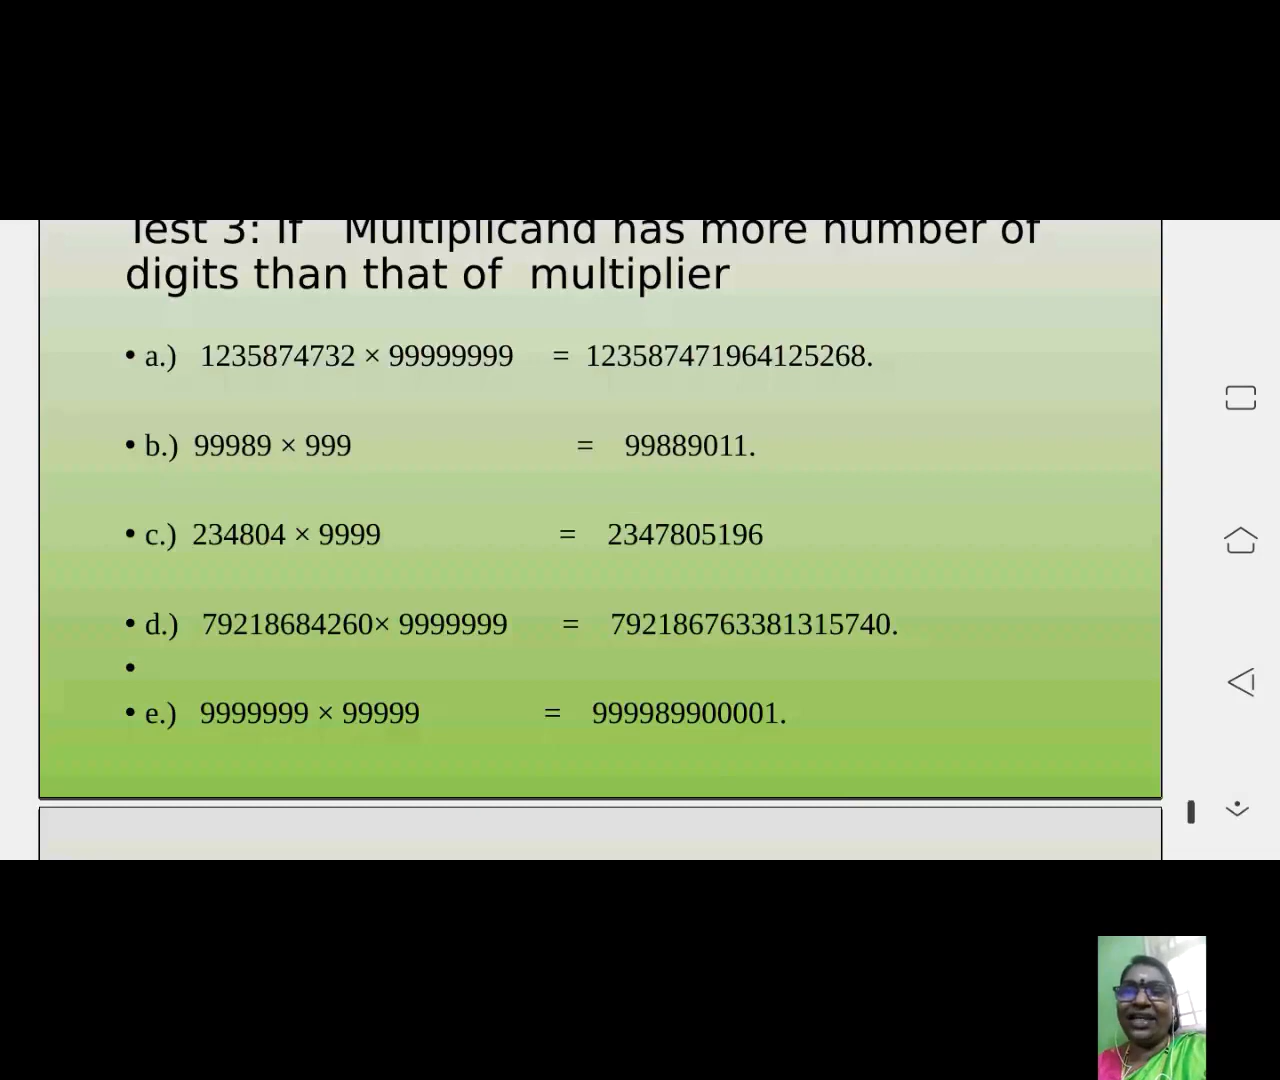 Test 3: If Multiplicand has more number of
digits than that of multiplier
• a.) 1235874732 × 99999999 = 123587471964125268.
• b.) 99989 × 999 = 99889011.
• c.) 234804 × 9999 = 2347805196
• d.) 79218684260× 9999999 = 792186763381315740.
•
• e.) 9999999 × 99999 = 999989900001.